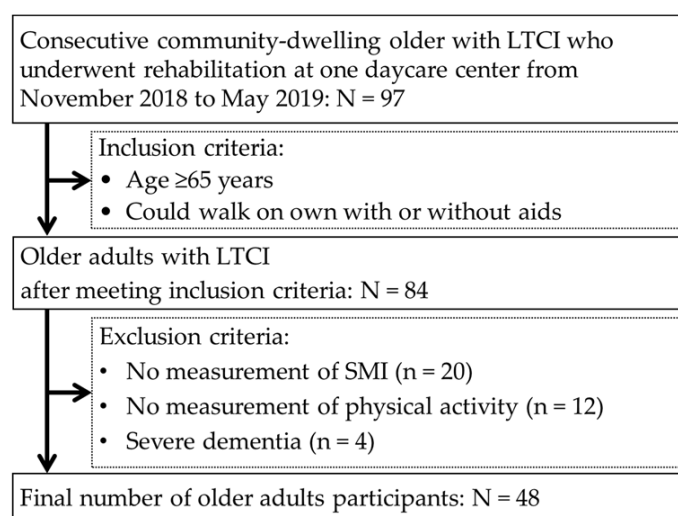 Consecutive community-dwelling older with LTCI who
underwent rehabilitation at one daycare center from
November 2018 to May 2019: N = 97
Inclusion criteria:
• Age ≥65 years
• Could walk on own with or without aids
Older adults with LTCI
after meeting inclusion criteria: N = 84
Exclusion criteria:
• No measurement of SMI (n = 20)
• No measurement of physical activity (n = 12)
• Severe dementia (n = 4)
Final number of older adults participants: N = 48